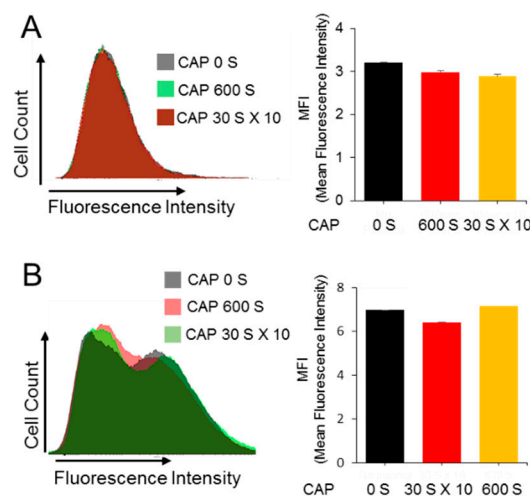 A
CAP 0 S
CAP 600 S
CAP 30 S X 10
Cell Count
Fluorescence Intensity
MFI
(Mean Fluorescence Intensity)
4
3
2
1
0
CAP 0 S 600 S 30 S X 10
B
CAP 0 S
CAP 600 S
CAP 30 S X 10
Cell Count
Fluorescence Intensity
MFI
(Mean Fluorescence Intensity)
8
6
4
2
0
CAP 0 S 30 S X 10 600 S